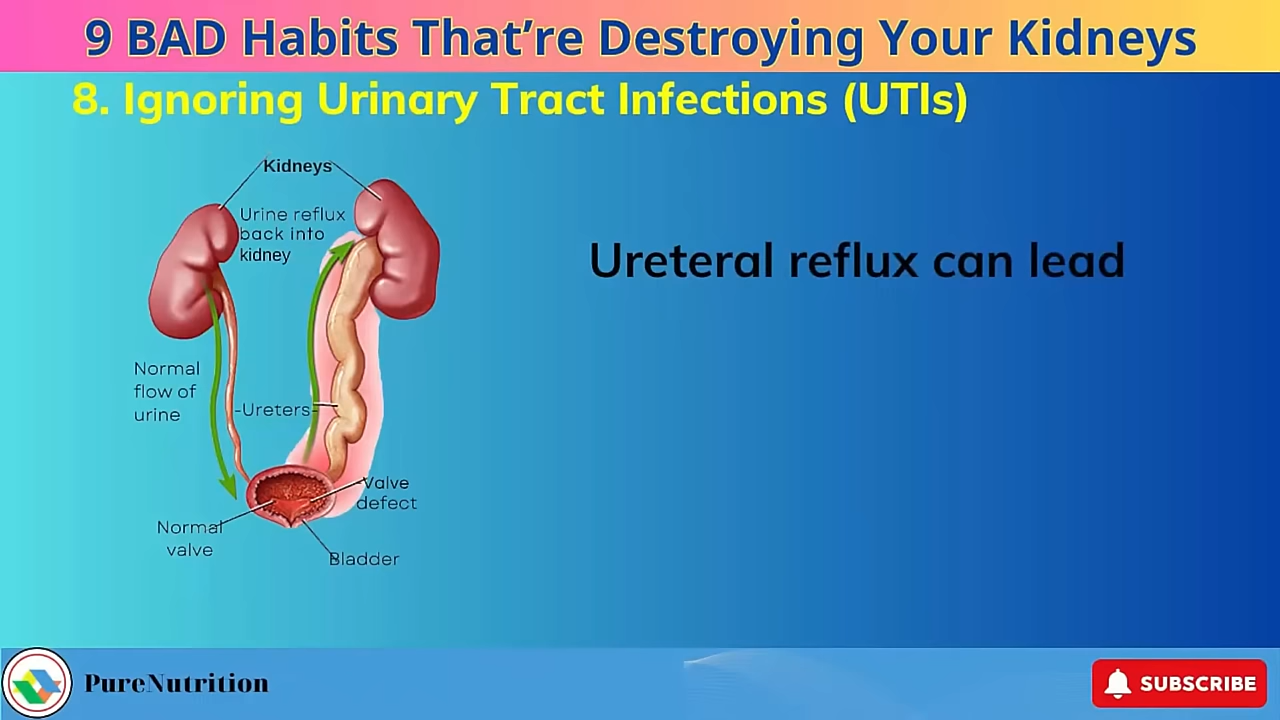 9 BAD Habits That’re Destroying Your Kidneys
8. Ignoring Urinary Tract Infections (UTIs)
Kidneys
Urine reflux
back into
kidney
Ureteral reflux can lead
Normal
flow of
urine
-Ureters-
Valve
defect
Normal
valve
Bladder
PureNutrition
SUBSCRIBE